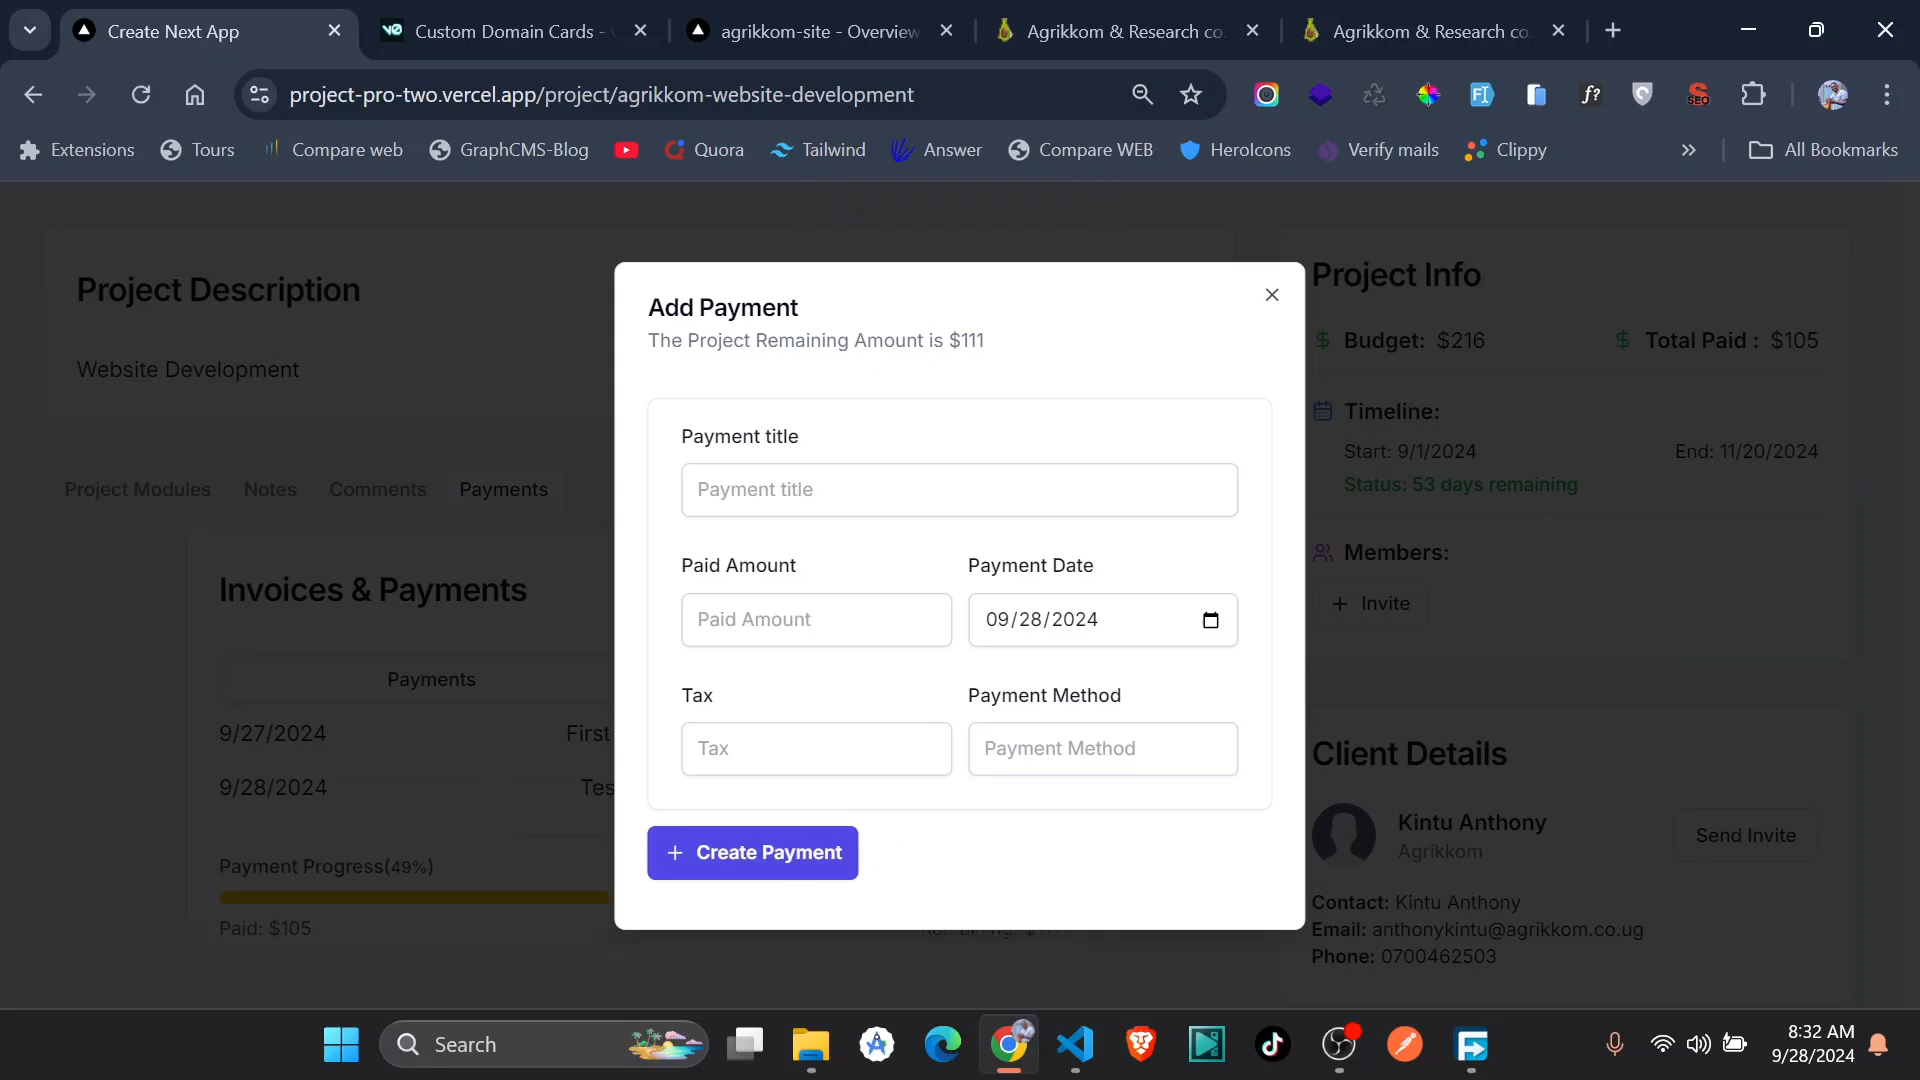 Create Next App
Custom Domain Cards -
agrikkom-site - Overview
Agrikkom & Research co
Agrikkom & Research co
project-pro-two.vercel.app/project/agrikkom-website-development
Extensions
Tours
Compare web
GraphCMS-Blog
Quora
Tailwind
Answer
Compare WEB
HeroIcons
Verify mails
Clippy
All Bookmarks
Project Description
Website Development
Project Modules
Notes
Comments
Payments
Invoices & Payments
Payments
9/27/2024
First
9/28/2024
Tes
Payment Progress(49%)
Paid: $105
Add Payment
The Project Remaining Amount is $111
Payment title
Payment title
Paid Amount
Payment Date
Paid Amount
09/28/2024
Tax
Payment Method
Tax
Payment Method
+ Create Payment
Project Info
$ Budget: $216
$ Total Paid : $105
Timeline:
Start: 9/1/2024
End: 11/20/2024
Status: 53 days remaining
Members:
+ Invite
Client Details
Kintu Anthony
Agrikkom
Send Invite
Contact: Kintu Anthony
Email: anthonykintu@agrikkom.co.ug
Phone: 0700462503
Search
8:32 AM
9/28/2024